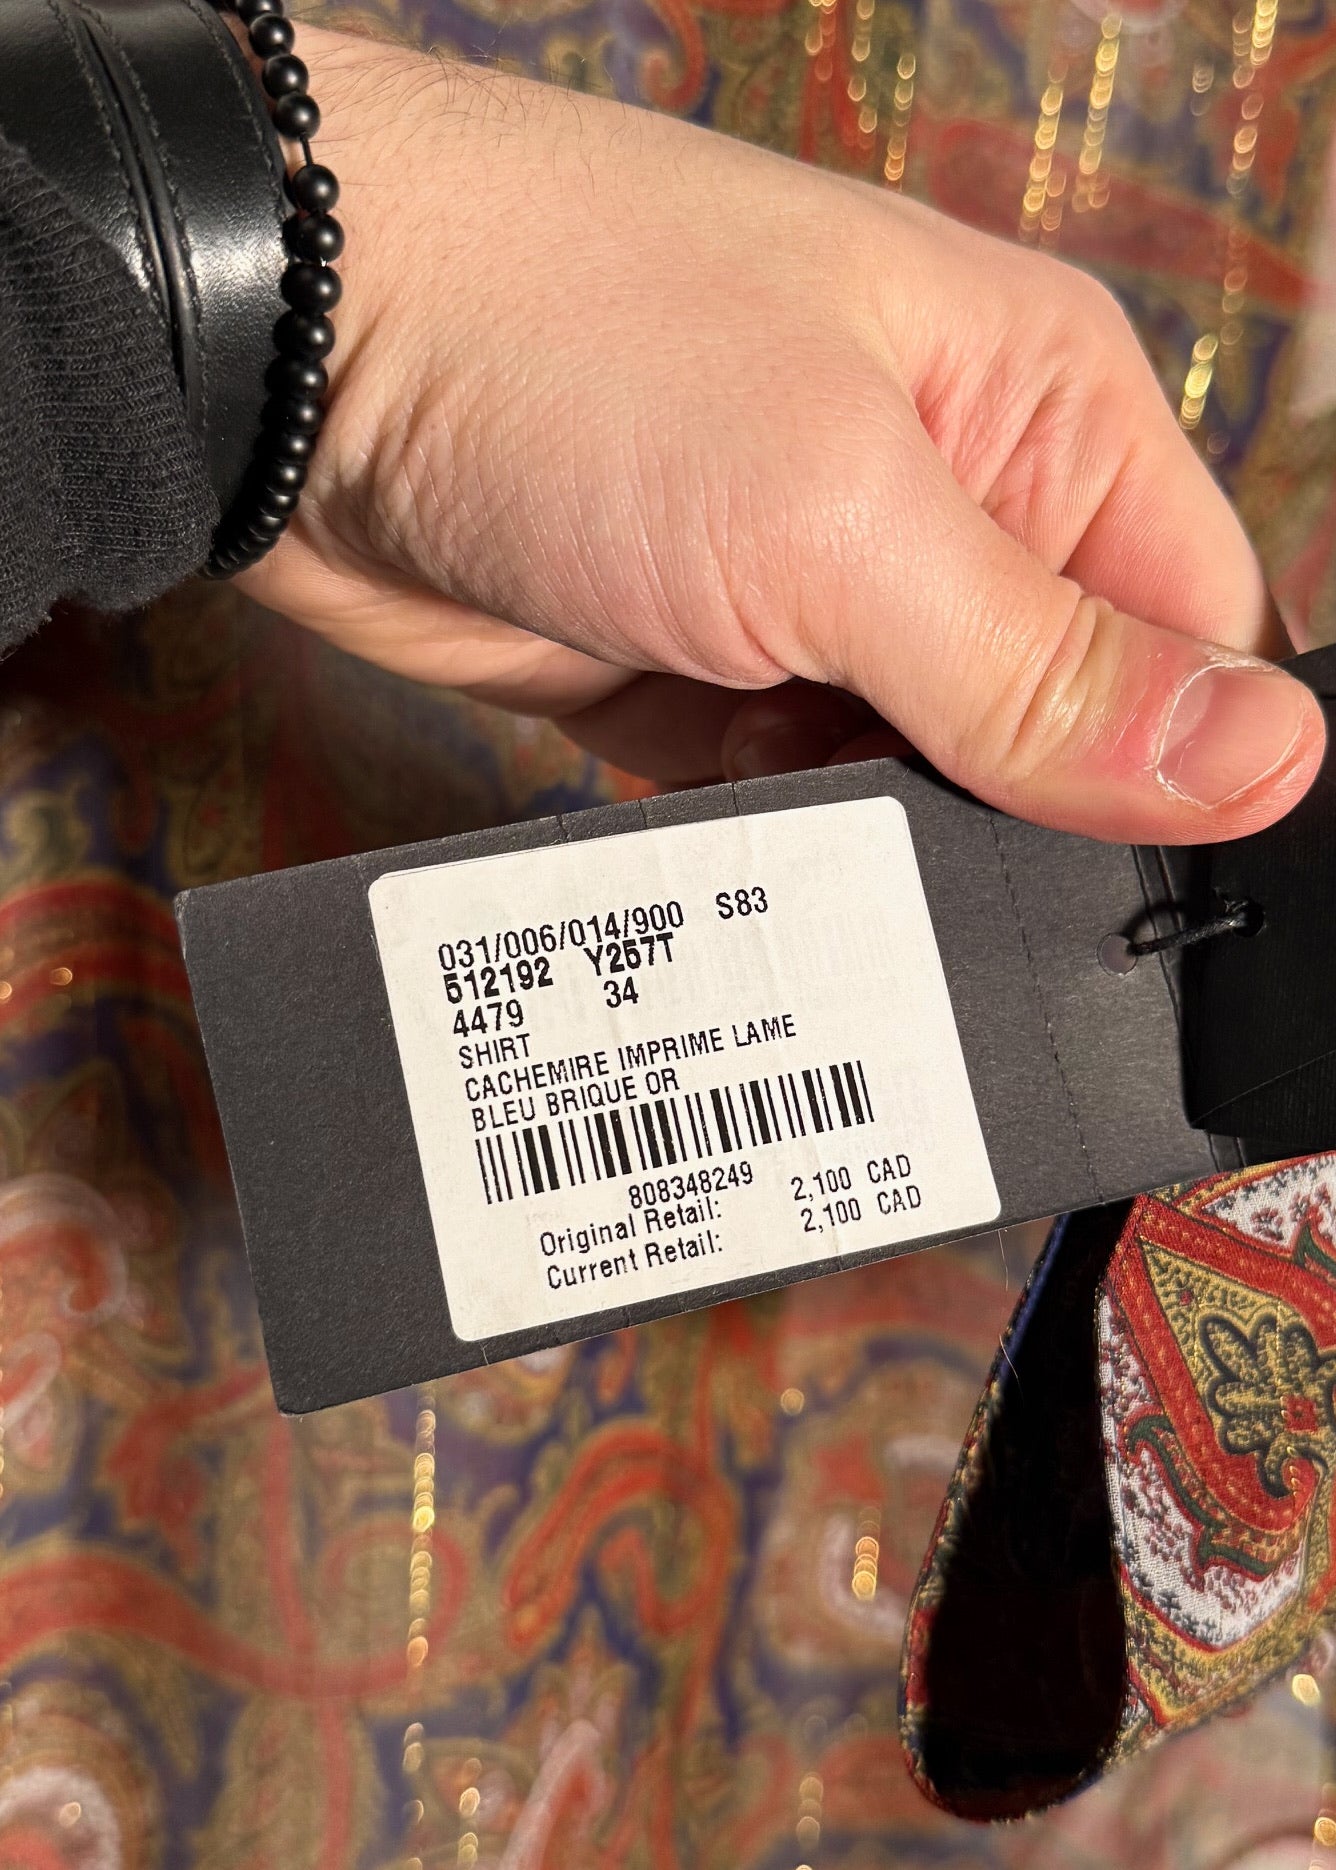 031/006/014/900 S83
512192 Y257T
4479 34
SHIRT
CACHEMIRE IMPRIME LAME
BLEU BRIQUE OR
808348249
Original Retail: 2,100 CAD
Current Retail: 2,100 CAD